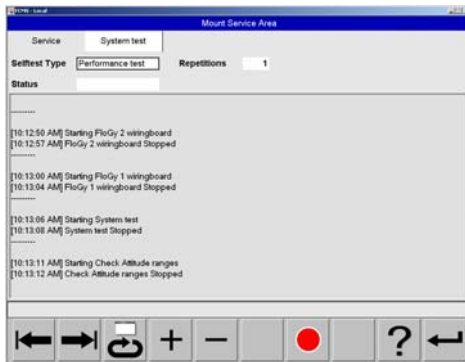 FCMS - Local
Mount Service Area
Service System test
Selftest Type Performance test Repetitions 1
Status
---------
[10:12:50 AM] Starting FloGy 2 wiringboard
[10:12:57 AM] FloGy 2 wiringboard Stopped
---------
[10:13:00 AM] Starting FloGy 1 wiringboard
[10:13:04 AM] FloGy 1 wiringboard Stopped
---------
[10:13:06 AM] Starting System test
[10:13:08 AM] System test Stopped
---------
[10:13:11 AM] Starting Check Attitude ranges
[10:13:12 AM] Check Attitude ranges Stopped
+ - ?